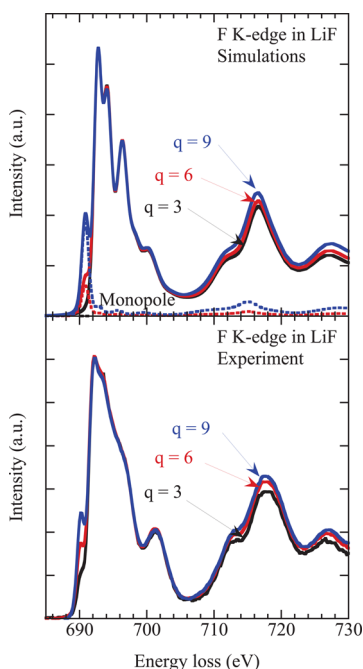 F K-edge in LiF
Simulations
Intensity (a.u.)
q = 9
q = 6
q = 3
Monopole
F K-edge in LiF
Experiment
Intensity (a.u.)
q = 9
q = 6
q = 3
690 700 710 720 730
Energy loss (eV)